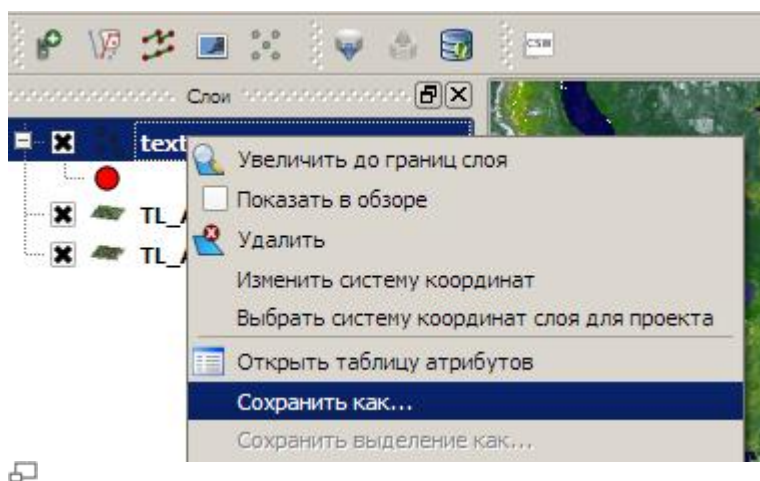 CSW
Слои
text
Увеличить до границ слоя
Показать в обзоре
TL_
Удалить
TL_
Изменить систему координат
Выбрать систему координат слоя для проекта
Открыть таблицу атрибутов
Сохранить как...
Сохранить выделение как...